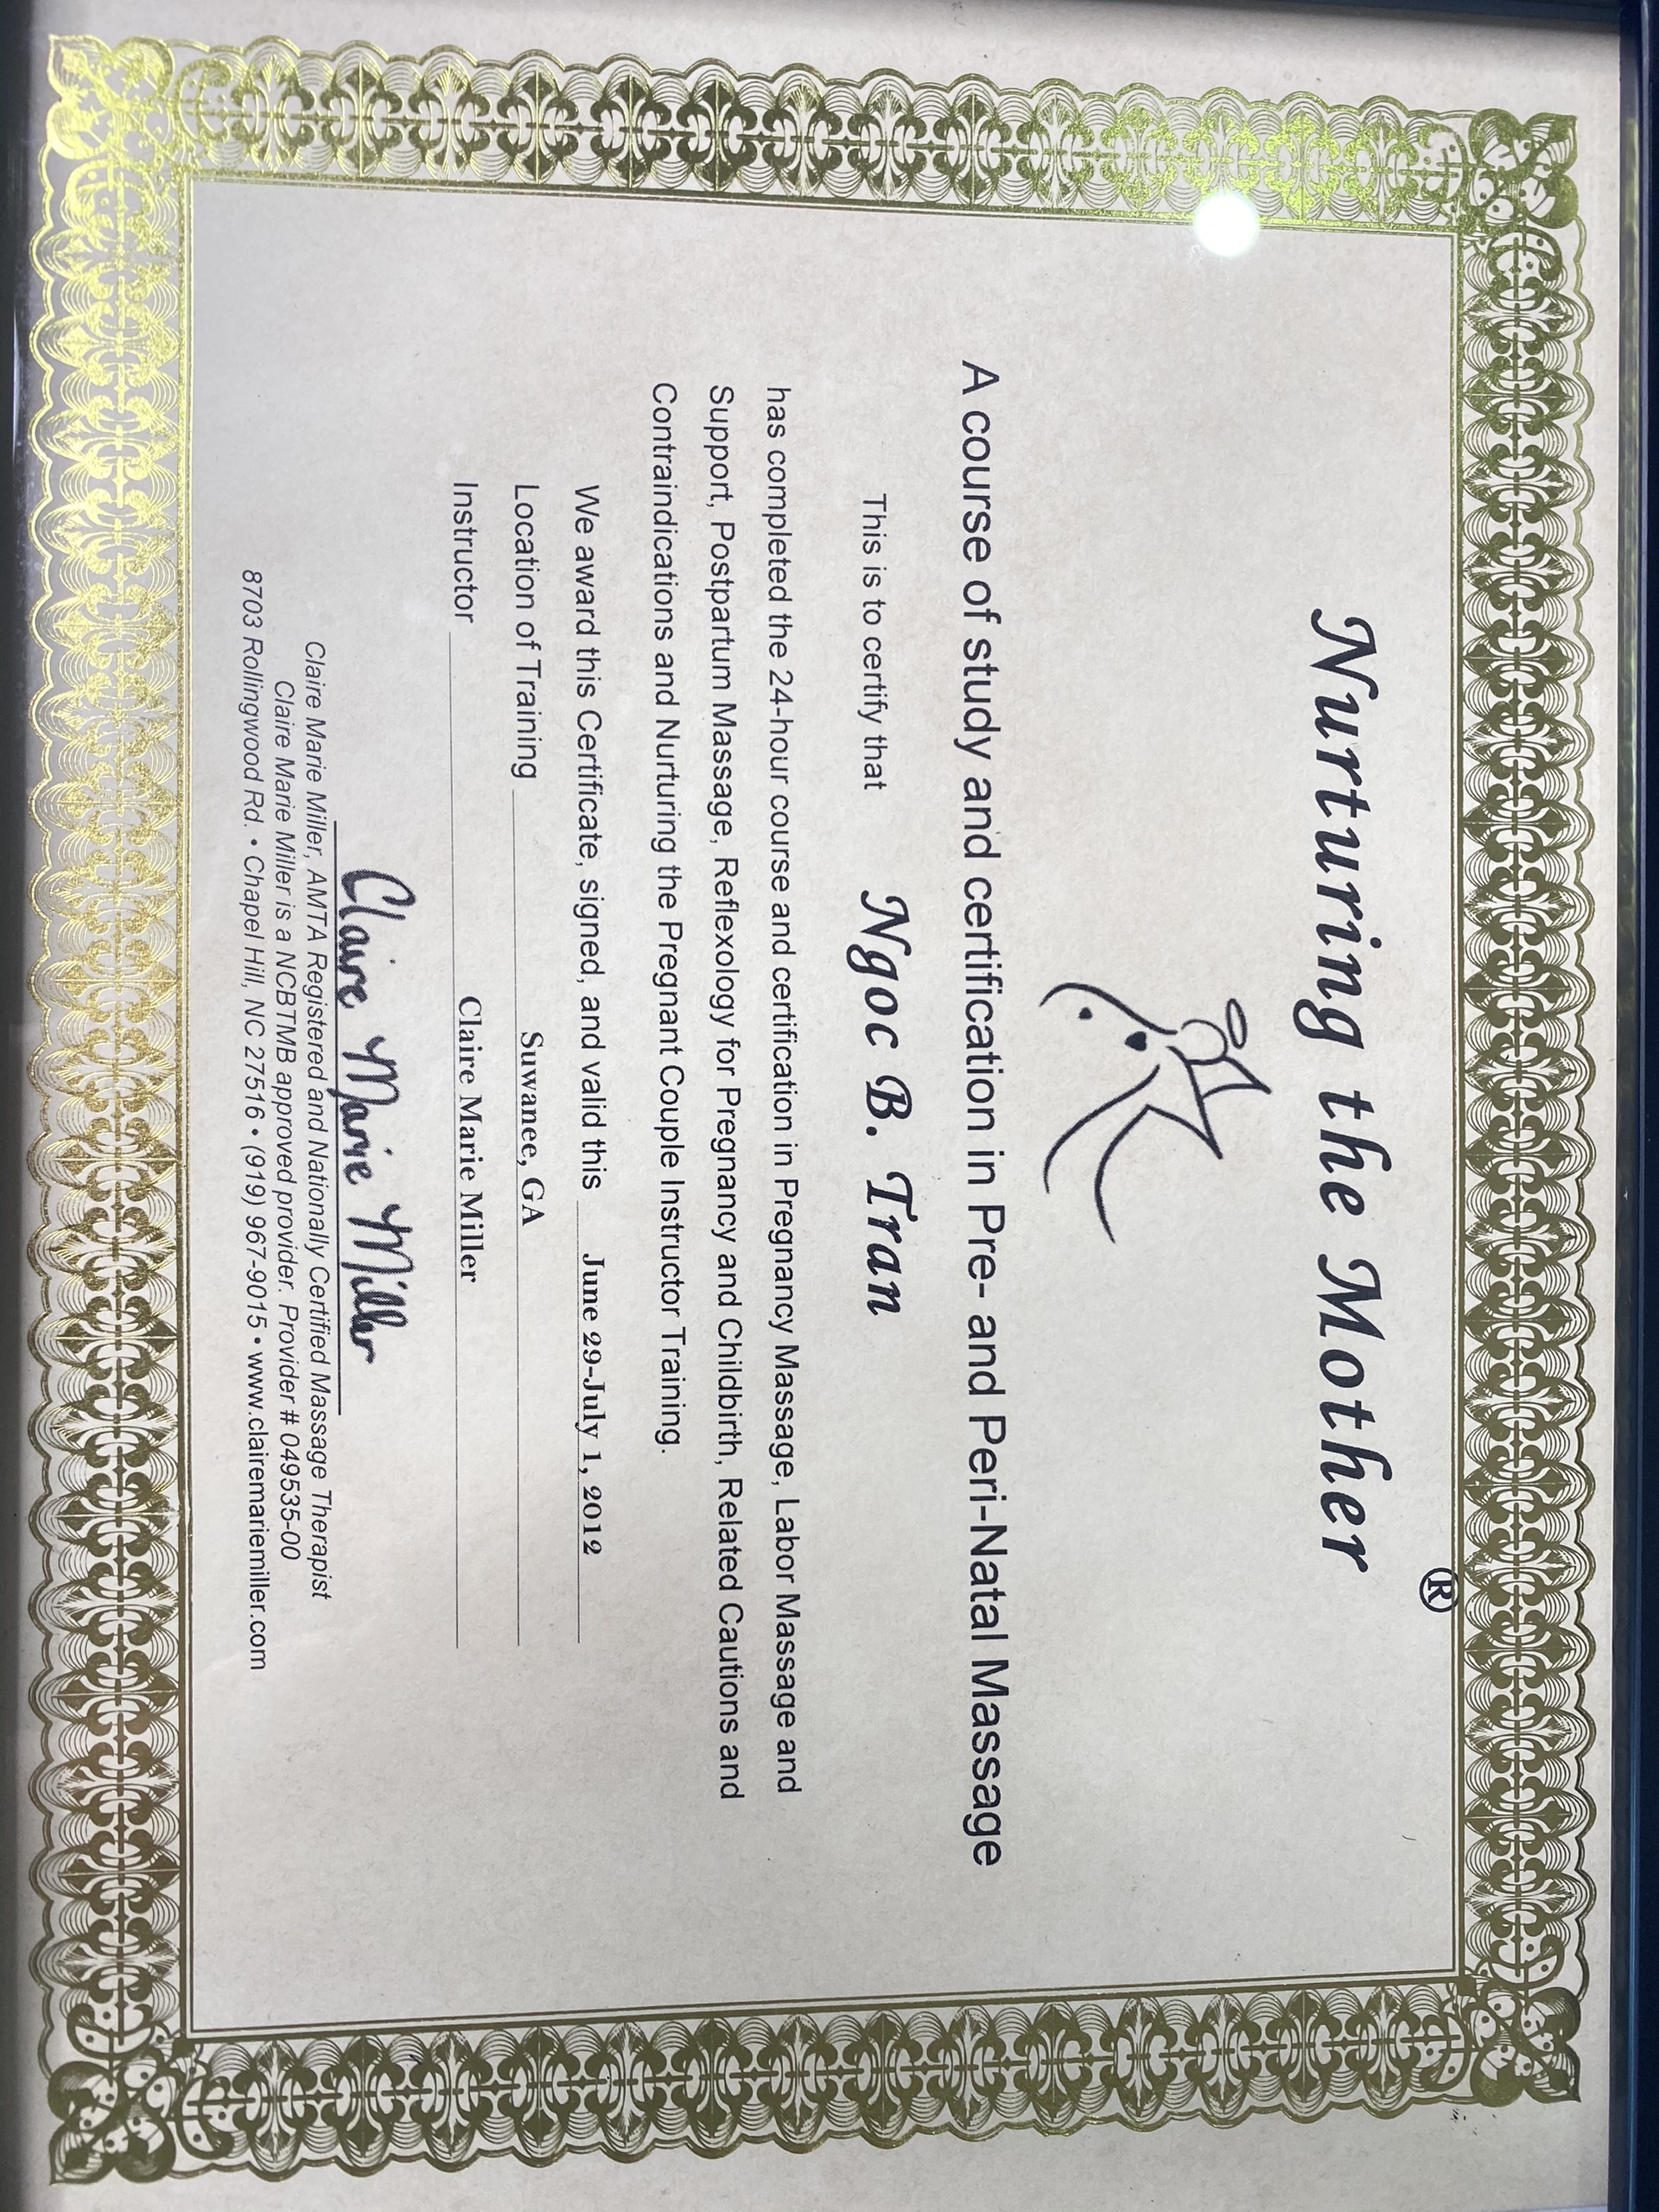 Nurturing the Mother ®
A course of study and certification in Pre- and Peri-Natal Massage
This is to certify that Ngoc B. Tran
has completed the 24-hour course and certification in Pregnancy Massage, Labor Massage and
Support, Postpartum Massage, Reflexology for Pregnancy and Childbirth, Related Cautions and
Contraindications and Nurturing the Pregnant Couple Instructor Training.
We award this Certificate, signed, and valid this June 29-July 1, 2012
Location of Training Suwanee, GA
Instructor Claire Marie Miller
Claire Marie Miller
Claire Marie Miller, AMTA Registered and Nationally Certified Massage Therapist
Claire Marie Miller is a NCBTMB approved provider. Provider # 049535-00
8703 Rollingwood Rd. • Chapel Hill, NC 27516 • (919) 967-9015 • www.clairemariemiller.com